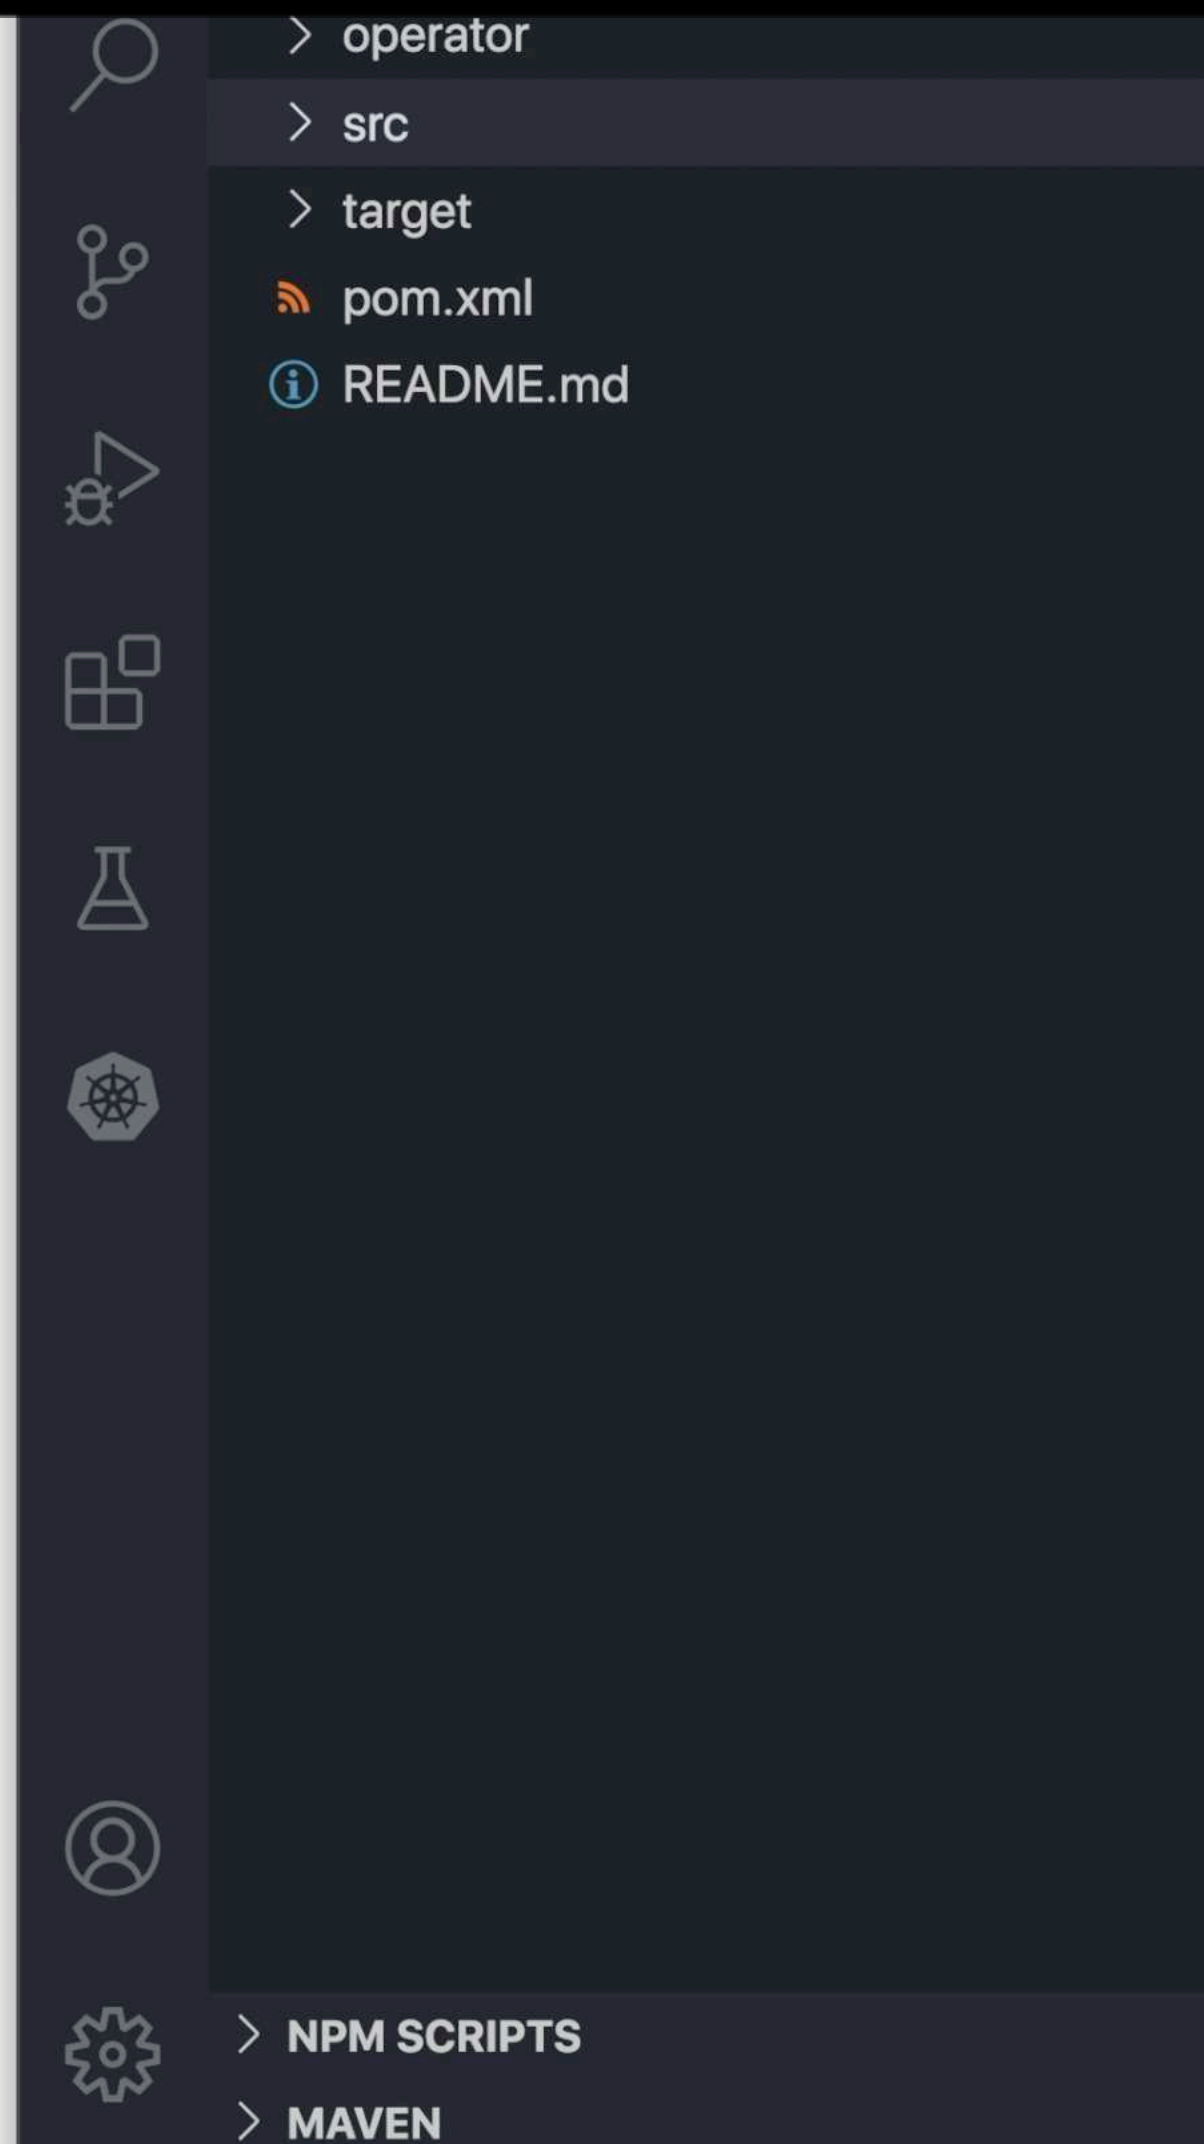 operator
src
target
pom.xml
README.md
NPM SCRIPTS
MAVEN